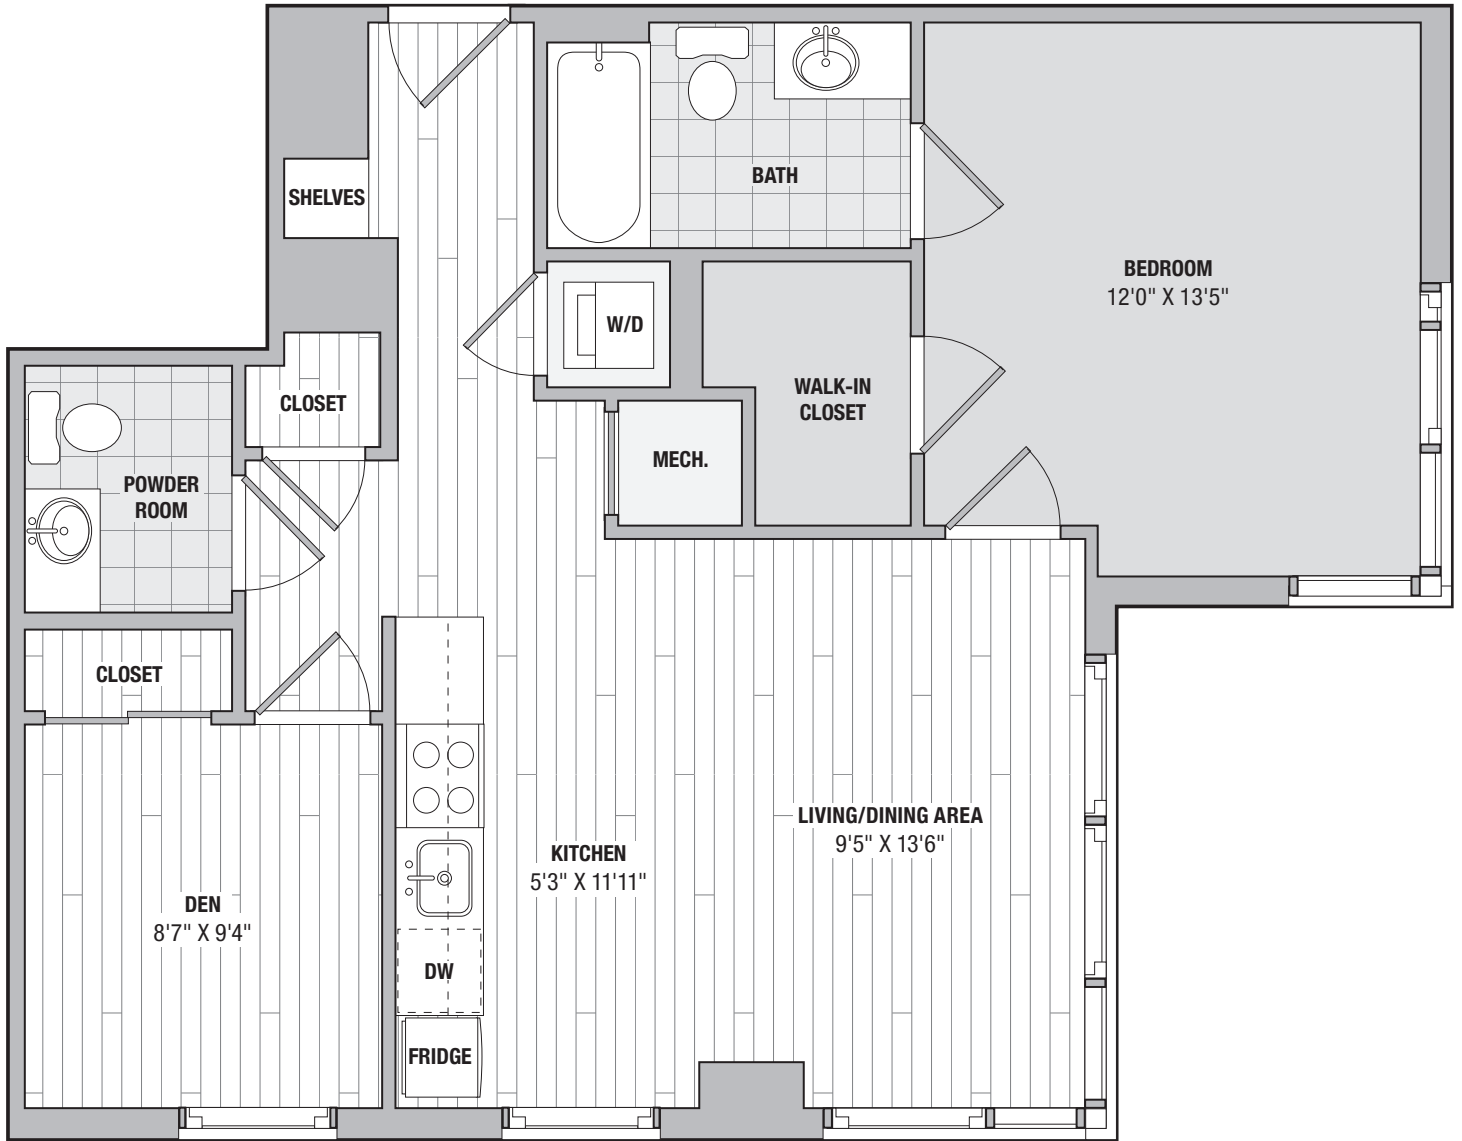 SHELVES
BATH
BEDROOM
12'0" X 13'5"
W/D
WALK-IN
CLOSET
CLOSET
MECH.
POWDER
ROOM
CLOSET
LIVING/DINING AREA
9'5" X 13'6"
KITCHEN
5'3" X 11'11"
DEN
8'7" X 9'4"
DW
FRIDGE